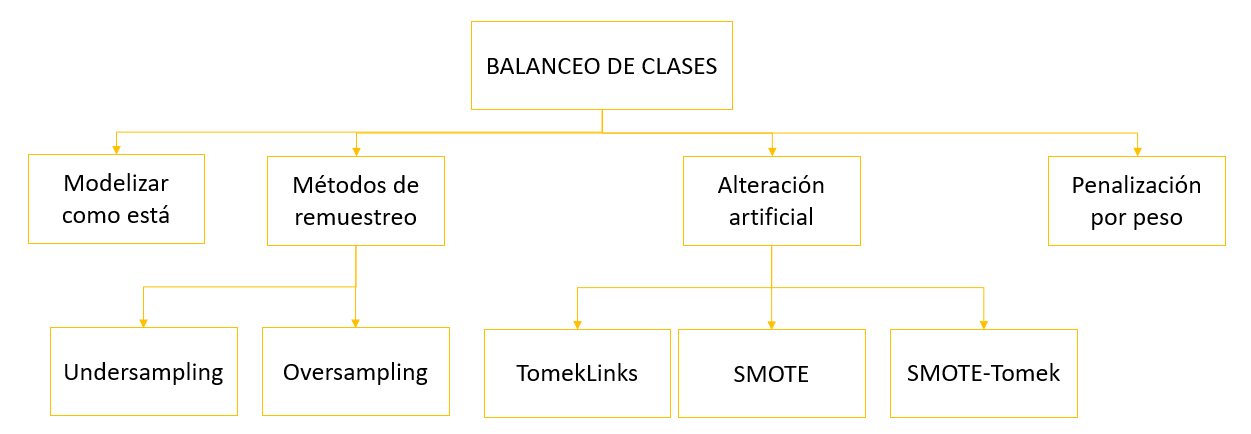 BALANCEO DE CLASES
Modelizar
como está
Métodos de
remuestreo
Alteración
artificial
Penalización
por peso
Undersampling
Oversampling
TomekLinks
SMOTE
SMOTE-Tomek